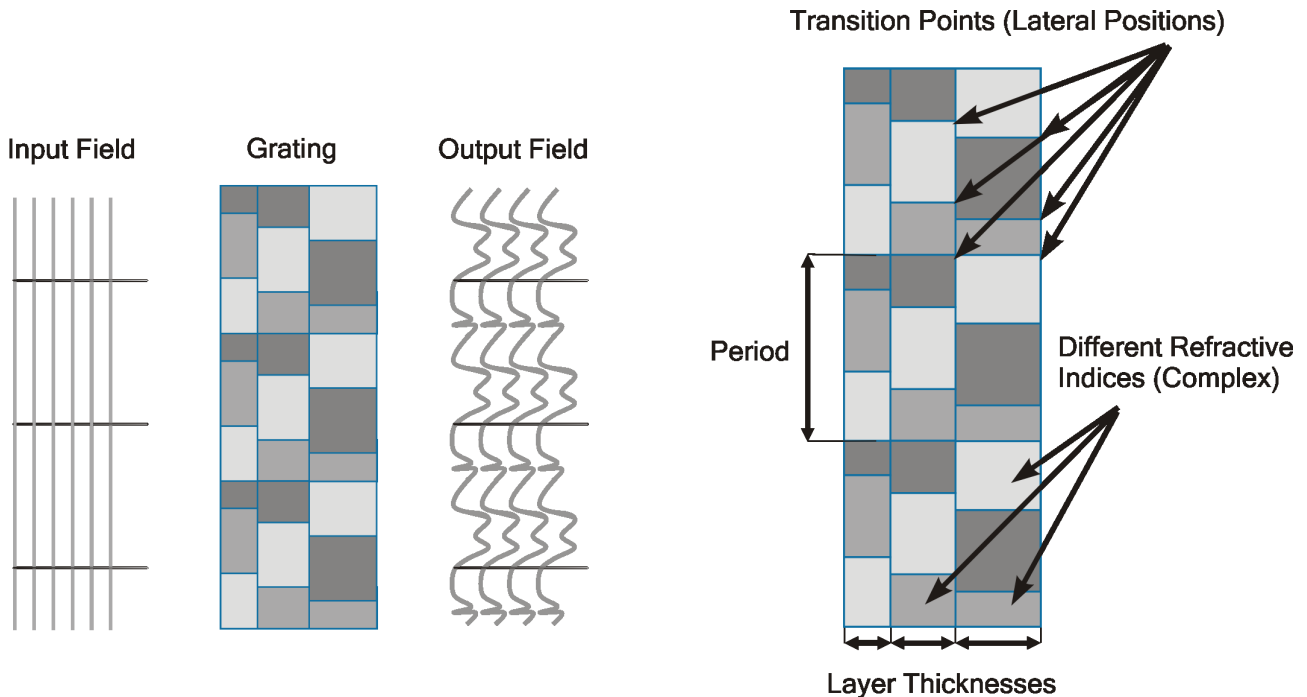 Transition Points (Lateral Positions)
Input Field
Grating
Output Field
Period
Different Refractive
Indices (Complex)
Layer Thicknesses